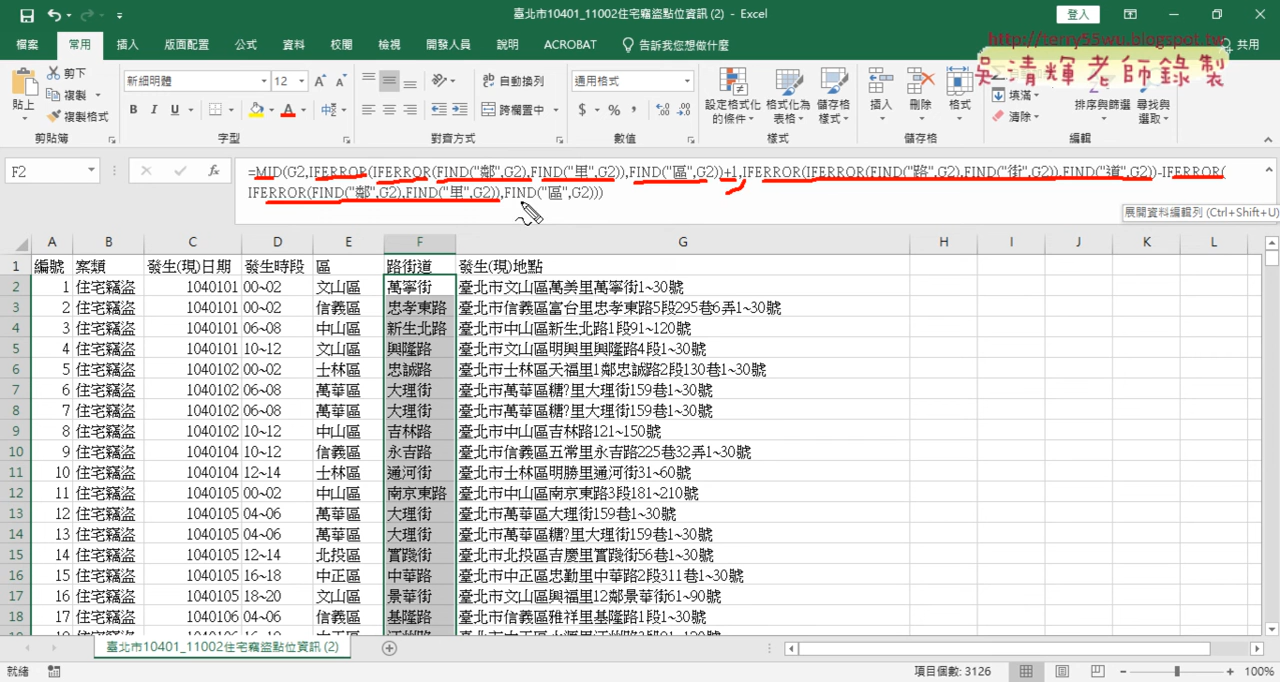 臺北市10401_11002住宅竊盜點位資訊 (2) - Excel
登入
檔案 常用 插入 版面配置 公式 資料 校閱 檢視 開發人員 說明 ACROBAT 告訴我您想做什麼 共用
http://terry55wu.blogspot.tw
吳清輝老師錄製
貼上 剪下 複製 複製格式
新細明體 12
B I U
自動換列
跨欄置中
通用格式
設定格式化的條件 格式化為表格 儲存格樣式
插入 刪除 格式
填滿 清除
排序與篩選 尋找與選取
剪貼簿 字型 對齊方式 數值 樣式 儲存格 編輯
F2
=MID(G2,IFERROR(IFERROR(FIND("鄰",G2),FIND("里",G2)),FIND("區",G2))+1,IFERROR(IFERROR(FIND("路",G2),FIND("街",G2)),FIND("道",G2))-IFERROR(
IFERROR(FIND("鄰",G2),FIND("里",G2)),FIND("區",G2)))
展開資料編輯列 (Ctrl+Shift+U)
A B C D E F G H I J K L
1 編號 案類 發生(現)日期 發生時段 區 路街道 發生(現)地點
2 1 住宅竊盜 1040101 00~02 文山區 萬寧街 臺北市文山區萬美里萬寧街1~30號
3 2 住宅竊盜 1040101 00~02 信義區 忠孝東路 臺北市信義區富台里忠孝東路5段295巷6弄1~30號
4 3 住宅竊盜 1040101 06~08 中山區 新生北路 臺北市中山區新生北路1段91~120號
5 4 住宅竊盜 1040101 10~12 文山區 興隆路 臺北市文山區明興里興隆路4段1~30號
6 5 住宅竊盜 1040102 00~02 士林區 忠誠路 臺北市士林區天福里1鄰忠誠路2段130巷1~30號
7 6 住宅竊盜 1040102 06~08 萬華區 大理街 臺北市萬華區糖?里大理街159巷1~30號
8 7 住宅竊盜 1040102 06~08 萬華區 大理街 臺北市萬華區糖?里大理街159巷1~30號
9 8 住宅竊盜 1040102 10~12 中山區 吉林路 臺北市中山區吉林路121~150號
10 9 住宅竊盜 1040104 10~12 信義區 永吉路 臺北市信義區五常里永吉路225巷32弄1~30號
11 10 住宅竊盜 1040104 12~14 士林區 通河街 臺北市士林區明勝里通河街31~60號
12 11 住宅竊盜 1040105 00~02 中山區 南京東路 臺北市中山區南京東路3段181~210號
13 12 住宅竊盜 1040105 04~06 萬華區 大理街 臺北市萬華區大理街159巷1~30號
14 13 住宅竊盜 1040105 04~06 萬華區 大理街 臺北市萬華區糖?里大理街159巷1~30號
15 14 住宅竊盜 1040105 12~14 北投區 實踐街 臺北市北投區吉慶里實踐街56巷1~30號
16 15 住宅竊盜 1040105 16~18 中正區 中華路 臺北市中正區忠勤里中華路2段311巷1~30號
17 16 住宅竊盜 1040105 18~20 文山區 景華街 臺北市文山區興福里12鄰景華街61~90號
18 17 住宅竊盜 1040106 04~06 信義區 基隆路 臺北市信義區雅祥里基隆路1段1~30號
臺北市10401_11002住宅竊盜點位資訊 (2)
就緒 項目個數: 3126 100%